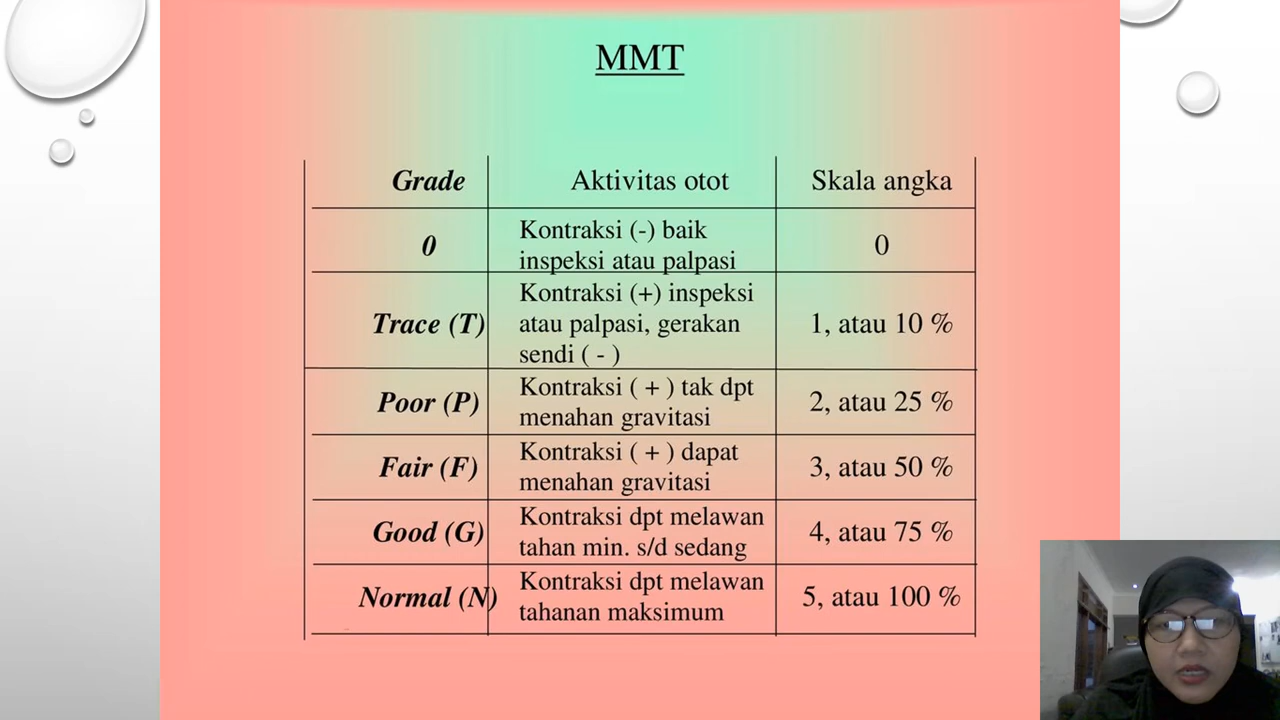 MMT
Grade
Aktivitas otot
Skala angka
0
Kontraksi (-) baik
inspeksi atau palpasi
0
Trace (T)
Kontraksi (+) inspeksi
atau palpasi, gerakan
sendi ( - )
1, atau 10 %
Poor (P)
Kontraksi ( + ) tak dpt
menahan gravitasi
2, atau 25 %
Fair (F)
Kontraksi ( + ) dapat
menahan gravitasi
3, atau 50 %
Good (G)
Kontraksi dpt melawan
tahan min. s/d sedang
4, atau 75 %
Normal (N)
Kontraksi dpt melawan
tahanan maksimum
5, atau 100 %